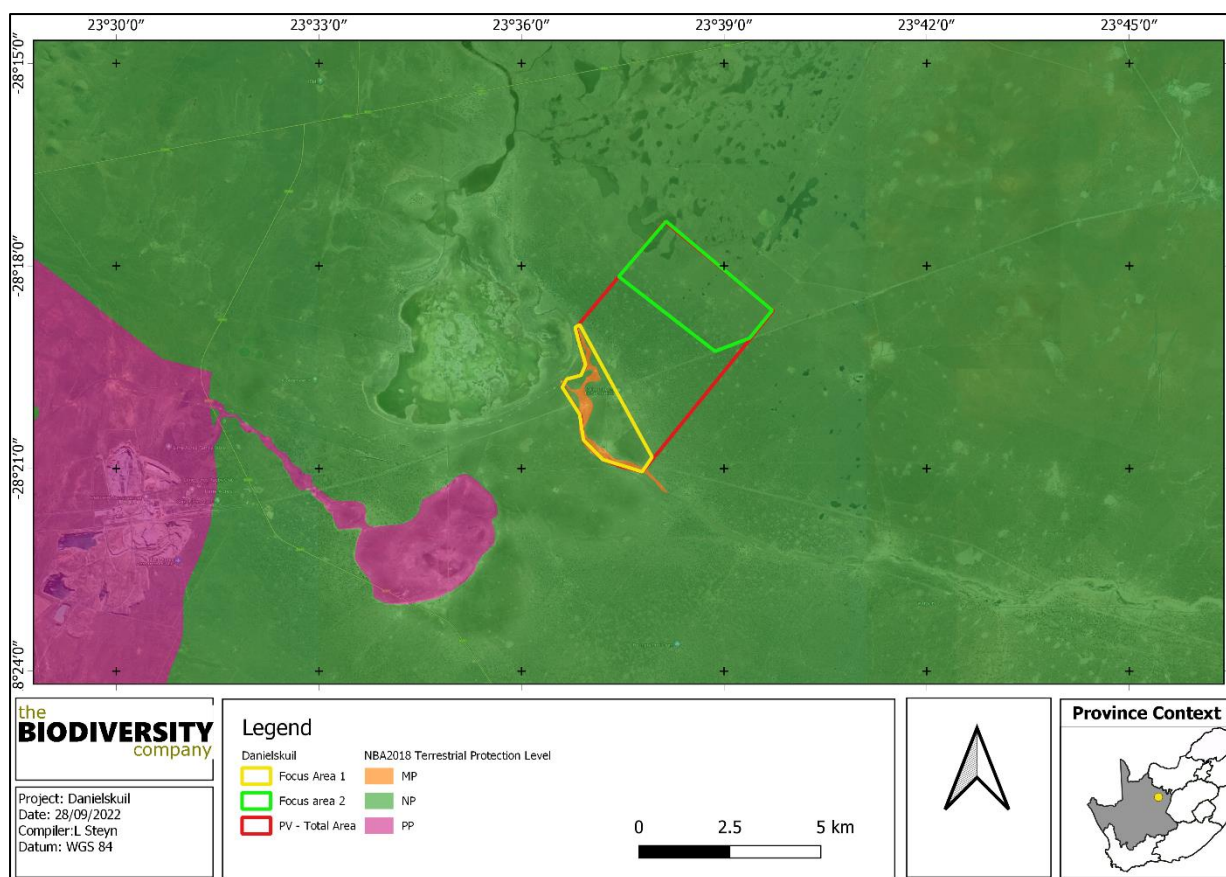 23°30′0″ 23°33′0″ 23°36′0″ 23°39′0″ 23°42′0″ 23°45′0″
-28°15′0″
-28°18′0″
-28°21′0″
8°24′0″
the
BIODIVERSITY
company
Project: Danielskuil
Date: 28/09/2022
Compiler:L Steyn
Datum: WGS 84
Legend
Danielskuil
Focus Area 1
Focus area 2
PV - Total Area
NBA2018 Terrestrial Protection Level
MP
NP
PP
0 2.5 5 km
Province Context